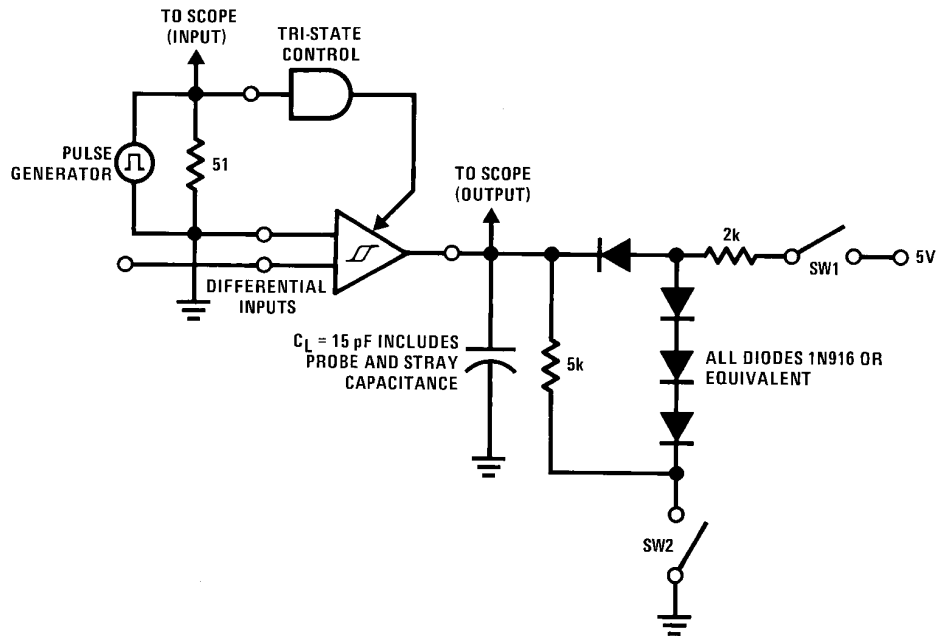 TO SCOPE
(INPUT)
TRI-STATE
CONTROL
PULSE
GENERATOR
51
TO SCOPE
(OUTPUT)
2k
SW1
5V
DIFFERENTIAL
INPUTS
CL = 15 pF INCLUDES
PROBE AND STRAY
CAPACITANCE
5k
ALL DIODES 1N916 OR
EQUIVALENT
SW2